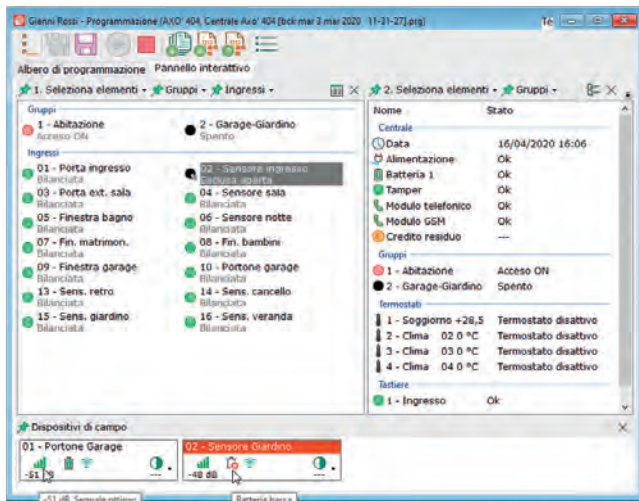 Gianni Rossi - Programmazione (AXO' 404, Centrale Axo' 404 [bck mar 3 mar 2020 11-31-27].prg)
Te
Albero di programmazione Pannello interattivo
1. Seleziona elementi Gruppi Ingressi
Gruppi
1 - Abitazione
Acceso ON
2 - Garage-Giardino
Spento
Ingressi
01 - Porta ingresso
Bilanciata
02 - Sensore ingresso
Esclusa aperta
03 - Porta ext. sala
Bilanciata
04 - Sensore sala
Bilanciata
05 - Finestra bagno
Bilanciata
06 - Sensore notte
Bilanciata
07 - Fin. matrimon.
Bilanciata
08 - Fin. bambini
Bilanciata
09 - Finestra garage
Bilanciata
10 - Portone garage
Bilanciata
13 - Sens. retro
Bilanciata
14 - Sens. cancello
Bilanciata
15 - Sens. giardino
Bilanciata
16 - Sens. veranda
Bilanciata
2. Seleziona elementi Gruppi
Nome Stato
Centrale
Data 16/04/2020 16:06
Alimentazione Ok
Batteria 1 Ok
Tamper Ok
Modulo telefonico Ok
Modulo GSM Ok
Credito residuo ---
Gruppi
1 - Abitazione Acceso ON
2 - Garage-Giardino Spento
Termostati
1 - Soggiorno +28,5 Termostato disattivo
2 - Clima 02 0 °C Termostato disattivo
3 - Clima 03 0 °C Termostato disattivo
4 - Clima 04 0 °C Termostato disattivo
Tastiere
1 - Ingresso Ok
Dispositivi di campo
01 - Portone Garage
-51 dB
---
02 - Sensore Giardino
-48 dB
---
-51 dB Segnale ottimo
Batteria bassa